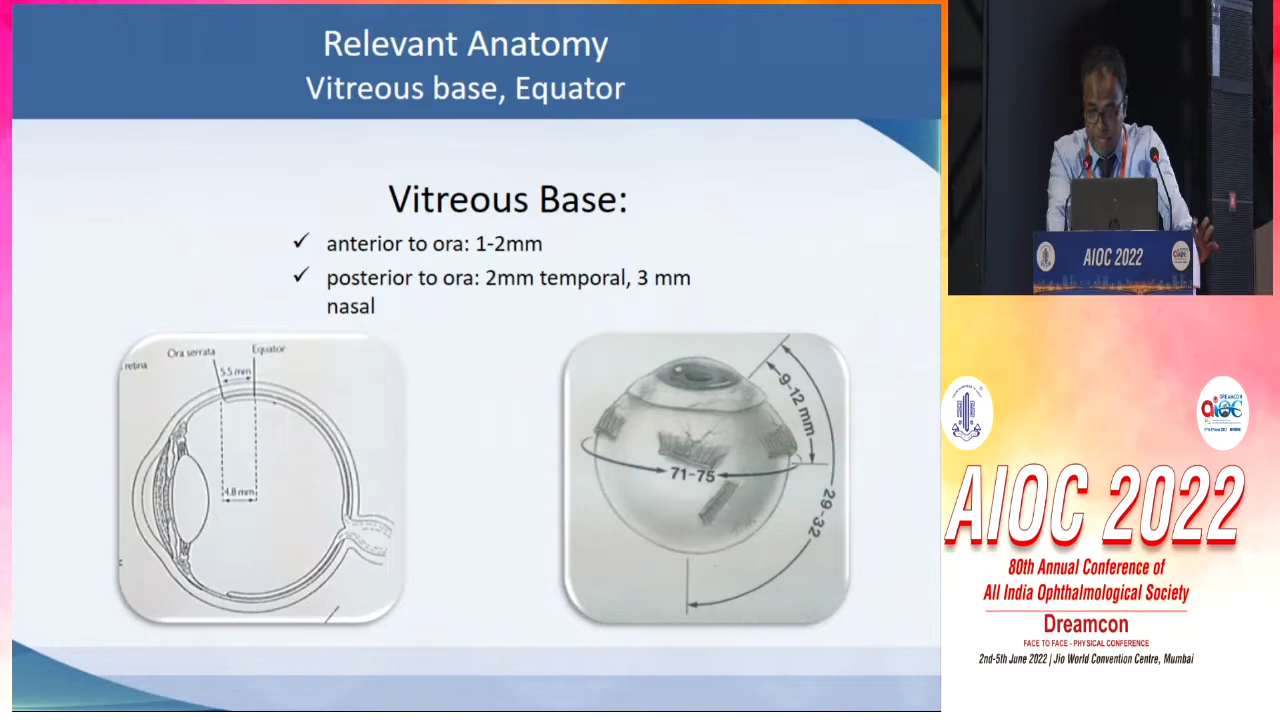 Relevant Anatomy
Vitreous base, Equator
Vitreous Base:
✓ anterior to ora: 1-2mm
✓ posterior to ora: 2mm temporal, 3 mm
nasal
retina
Ora serrata
Equator
5.5 mm
4.8 mm
9-12 mm
71-75
29-32
AIOC 2022
AIOC 2022
80th Annual Conference of
All India Ophthalmological Society
Dreamcon
FACE TO FACE - PHYSICAL CONFERENCE
2nd-5th June 2022 | Jio World Convention Centre, Mumbai